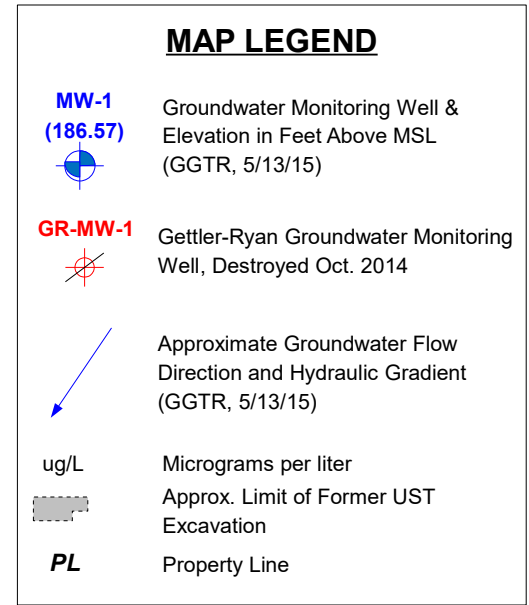 MAP LEGEND
MW-1
(186.57)
Groundwater Monitoring Well &
Elevation in Feet Above MSL
(GGTR, 5/13/15)
GR-MW-1
Gettler-Ryan Groundwater Monitoring
Well, Destroyed Oct. 2014
Approximate Groundwater Flow
Direction and Hydraulic Gradient
(GGTR, 5/13/15)
ug/L Micrograms per liter
Approx. Limit of Former UST
Excavation
PL Property Line